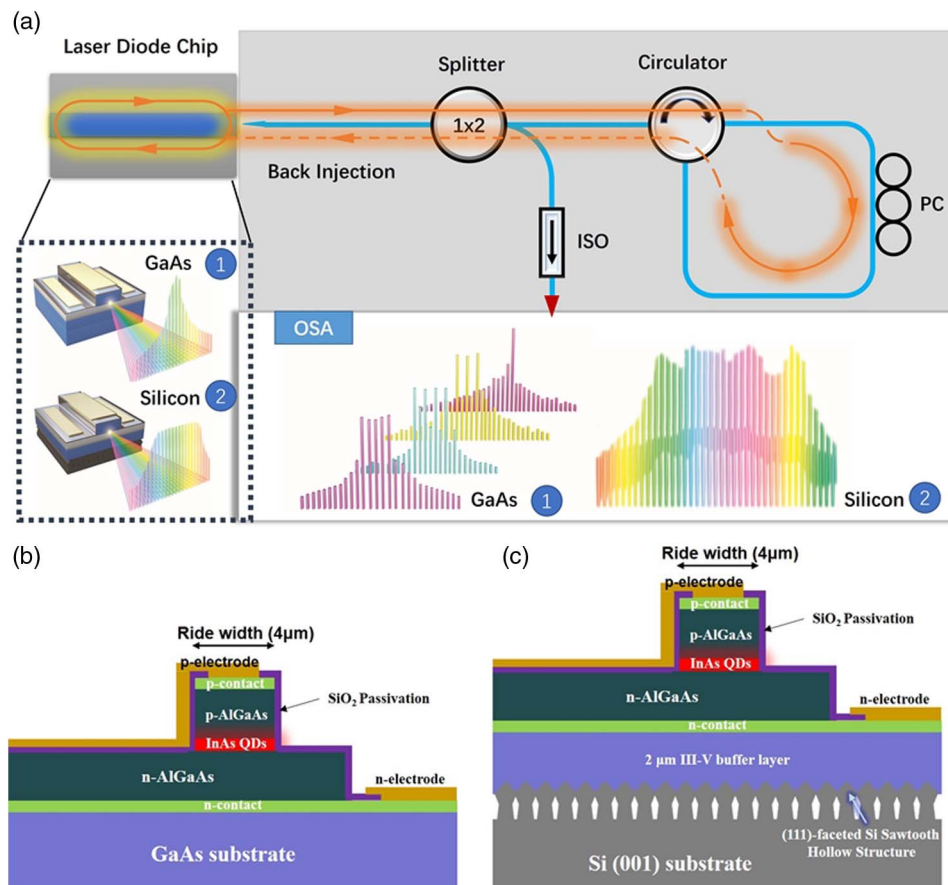 (a)
Laser Diode Chip
Splitter
Circulator
1x2
Back Injection
PC
ISO
GaAs 1
Silicon 2
OSA
GaAs 1
Silicon 2
(b)
Ride width (4μm)
p-electrode
p-contact
SiO₂ Passivation
p-AlGaAs
InAs QDs
n-electrode
n-AlGaAs
n-contact
GaAs substrate
(c)
Ride width (4μm)
p-electrode
p-contact
SiO₂ Passivation
p-AlGaAs
InAs QDs
n-AlGaAs
n-electrode
n-contact
2 μm III-V buffer layer
(111)-faceted Si Sawtooth
Hollow Structure
Si (001) substrate